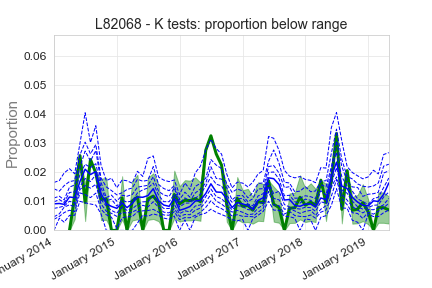 L82068 - K tests: proportion below range
Proportion
0.06
0.05
0.04
0.03
0.02
0.01
0.00
nuary 2014
January 2015
January 2016
January 2017
January 2018
January 2019